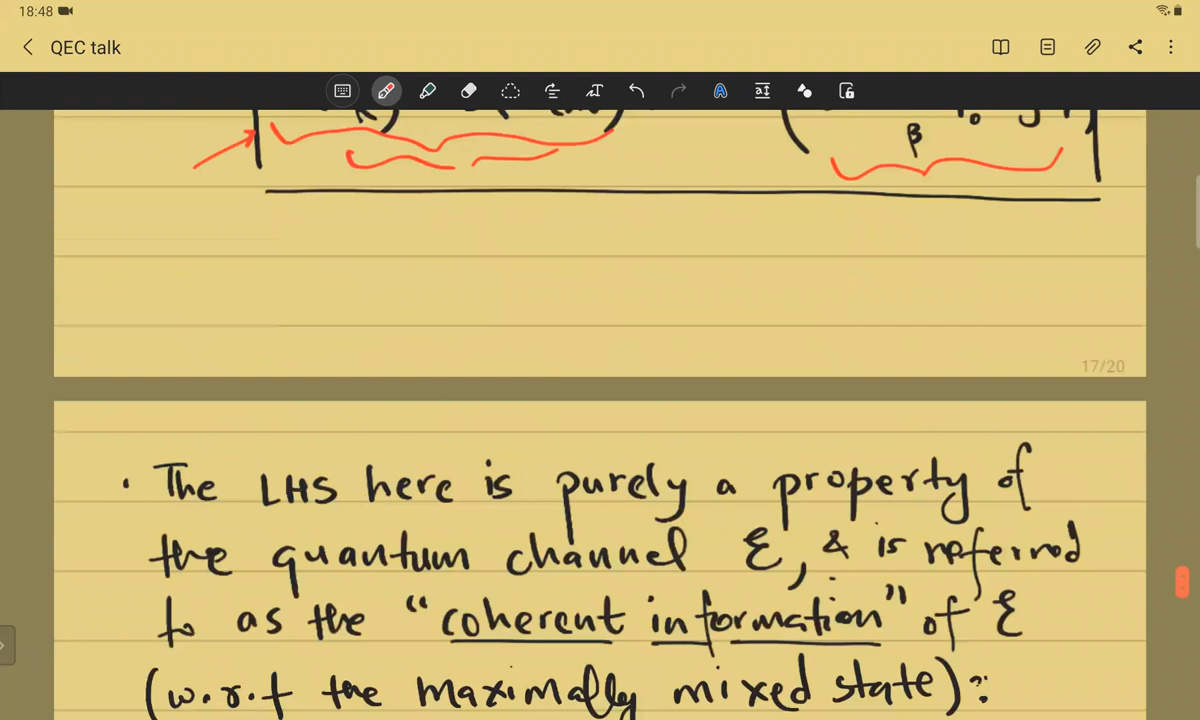 18:48
QEC talk
β
17/20
· The LHS here is purely a property of
the quantum channel ℰ, & is referred
to as the "coherent information" of ℰ
(w.r.t the maximally mixed state):